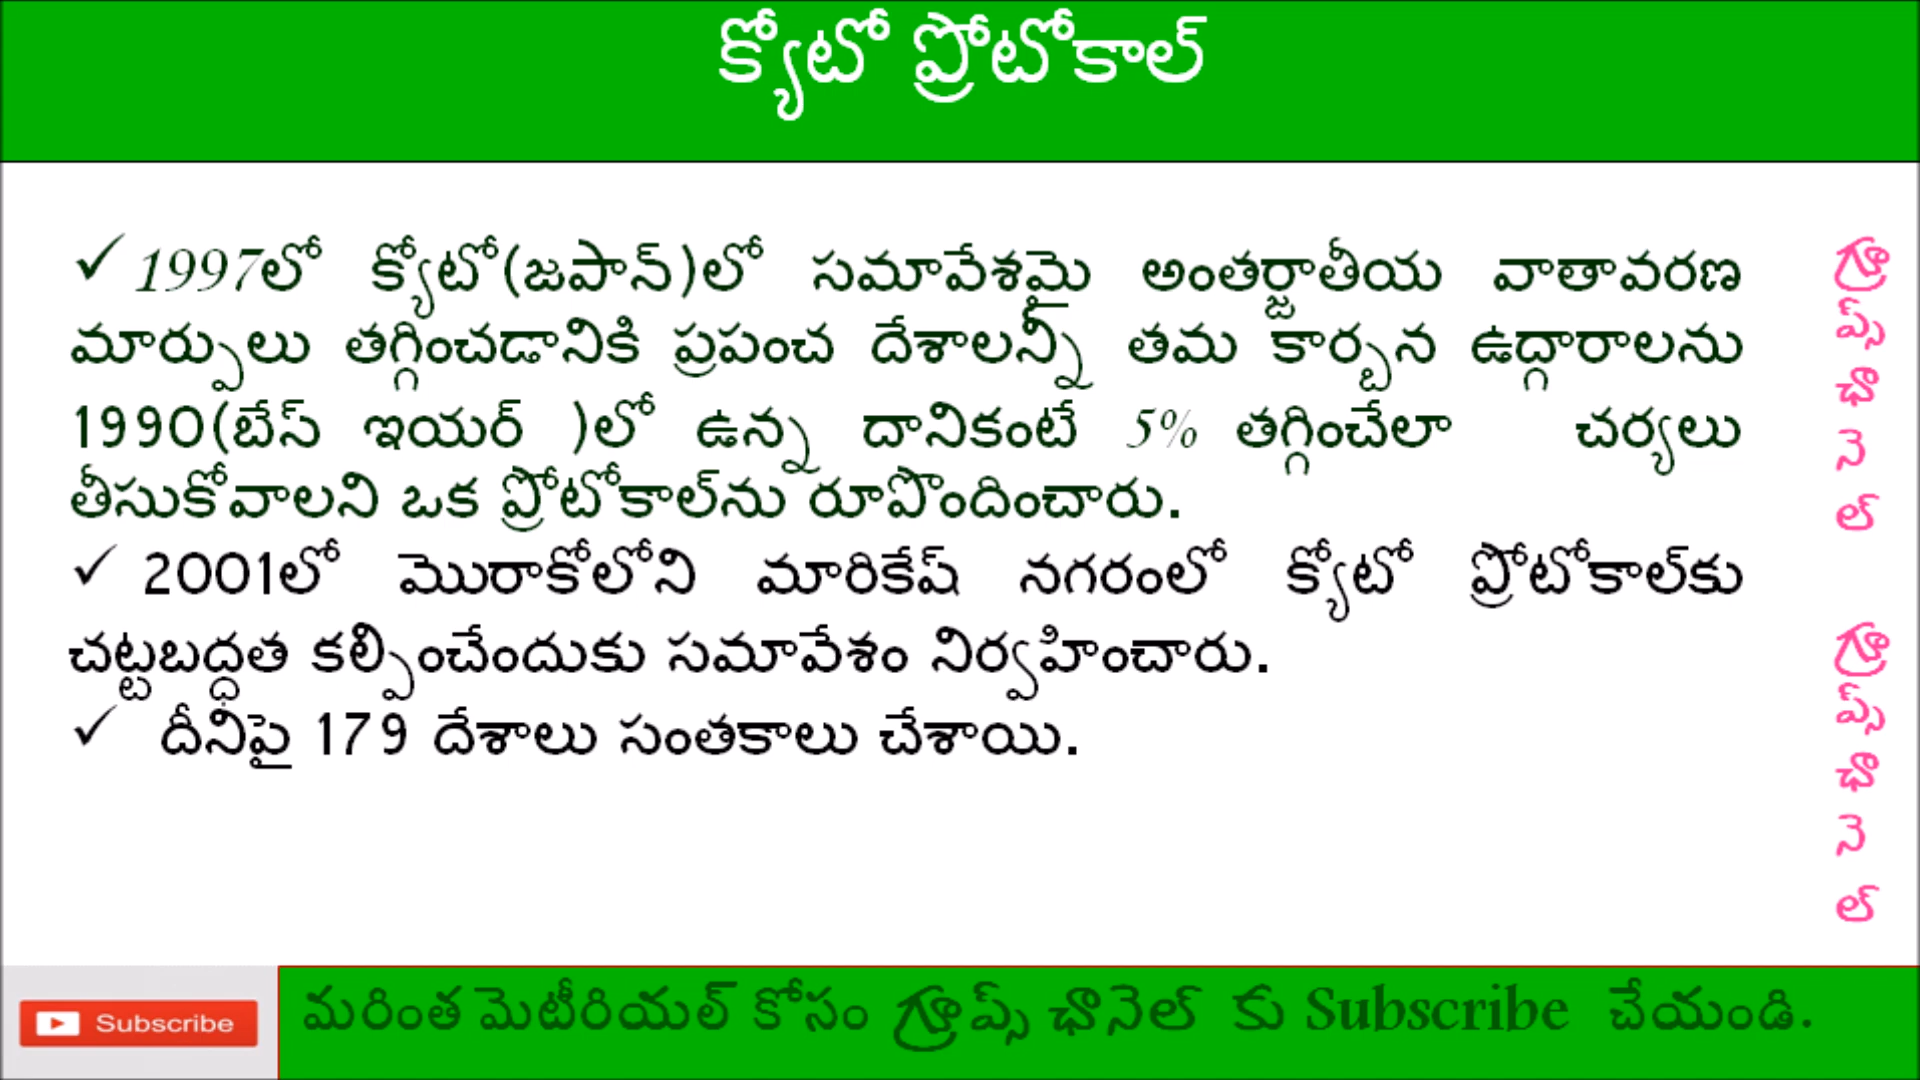 క్యోటో ప్రోటోకాల్
✓ 1997లో క్యోటో(జపాన్)లో సమావేశమై అంతర్జాతీయ వాతావరణ
మార్పులు తగ్గించడానికి ప్రపంచ దేశాలన్నీ తమ కార్బన ఉద్గారాలను
1990(బేస్ ఇయర్ )లో ఉన్న దానికంటే 5% తగ్గించేలా చర్యలు
తీసుకోవాలని ఒక ప్రోటోకాల్‌ను రూపొందించారు.
✓ 2001లో మొరాకోలోని మారికేష్ నగరంలో క్యోటో ప్రోటోకాల్‌కు
చట్టబద్ధత కల్పించేందుకు సమావేశం నిర్వహించారు.
✓ దీనిపై 179 దేశాలు సంతకాలు చేశాయి.
గ్రూప్స్ ఛానెల్
గ్రూప్స్ ఛానెల్
Subscribe
మరింత మెటీరియల్ కోసం గ్రూప్స్ ఛానెల్ కు Subscribe చేయండి.